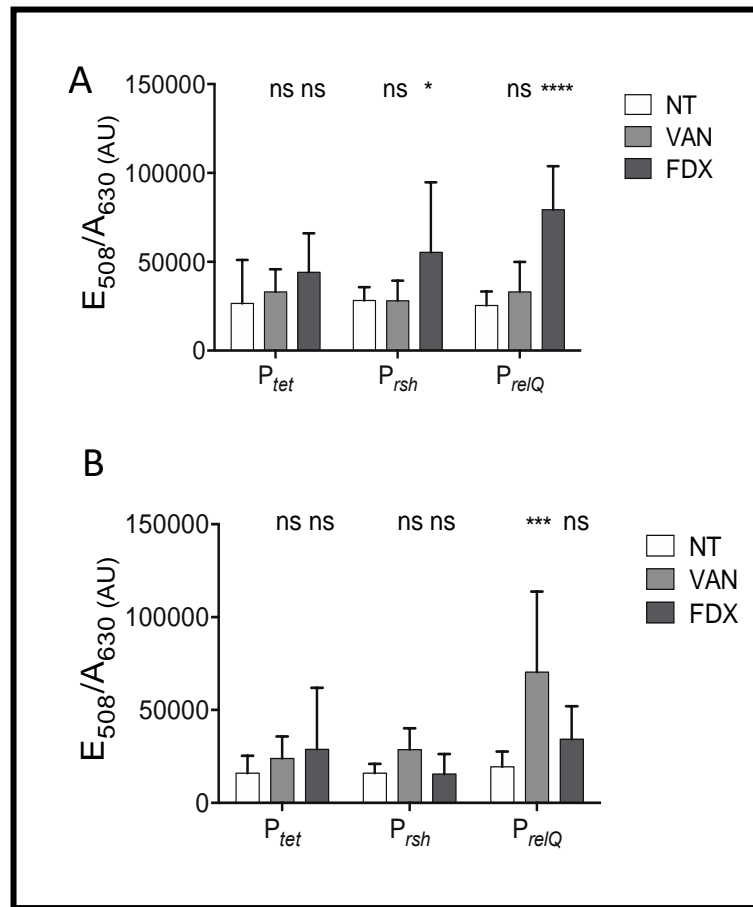 A
ns ns ns * ns ****
150000
100000
50000
0
E508/A630 (AU)
Ptet Prsh PrelQ
NT
VAN
FDX
B
ns ns ns ns *** ns
150000
100000
50000
0
E508/A630 (AU)
Ptet Prsh PrelQ
NT
VAN
FDX